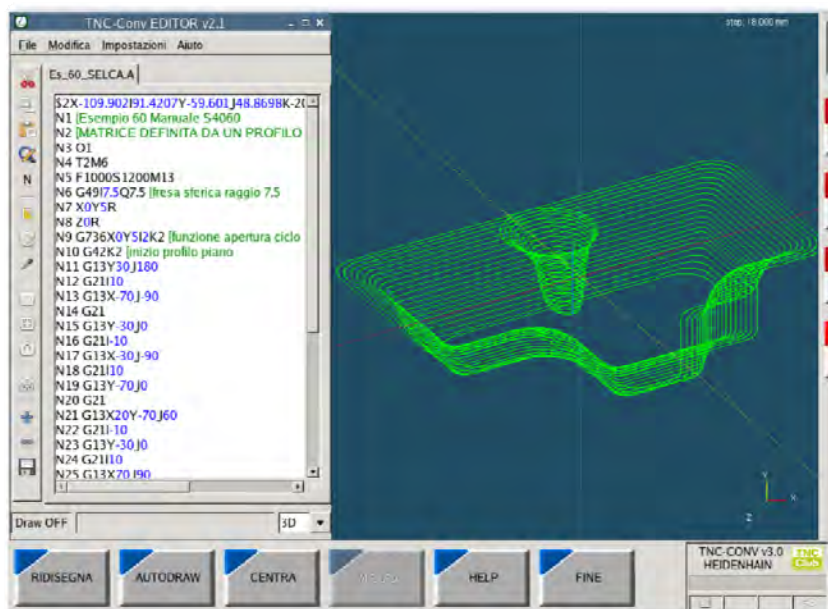 TNC-Conv EDITOR v2.1
File Modifica Impostazioni Aiuto
Es_60_SELCA.A
$2X-109.902I91.4207Y-59.601J48.8698K-20
N1 [Esempio 60 Manuale S4060
N2 [MATRICE DEFINITA DA UN PROFILO
N3 O1
N4 T2M6
N5 F1000S1200M13
N6 G49I7.5Q7.5 [fresa sferica raggio 7.5
N7 X0Y5R
N8 Z0R
N9 G736X0Y5I2K2 [funzione apertura ciclo
N10 G42K2 [inizio profilo piano
N11 G13Y30J180
N12 G21I10
N13 G13X-70J-90
N14 G21
N15 G13Y-30J0
N16 G21I-10
N17 G13X-30J-90
N18 G21I10
N19 G13Y-70J0
N20 G21
N21 G13X20Y-70J60
N22 G21I-10
N23 G13Y-30J0
N24 G21I10
N25 G13X70J90
N
Draw OFF
3D
step: 18.000 mm
Y
X
Z
RIDISEGNA
AUTODRAW
CENTRA
HELP
FINE
TNC-CONV v3.0
HEIDENHAIN
TNC
Club